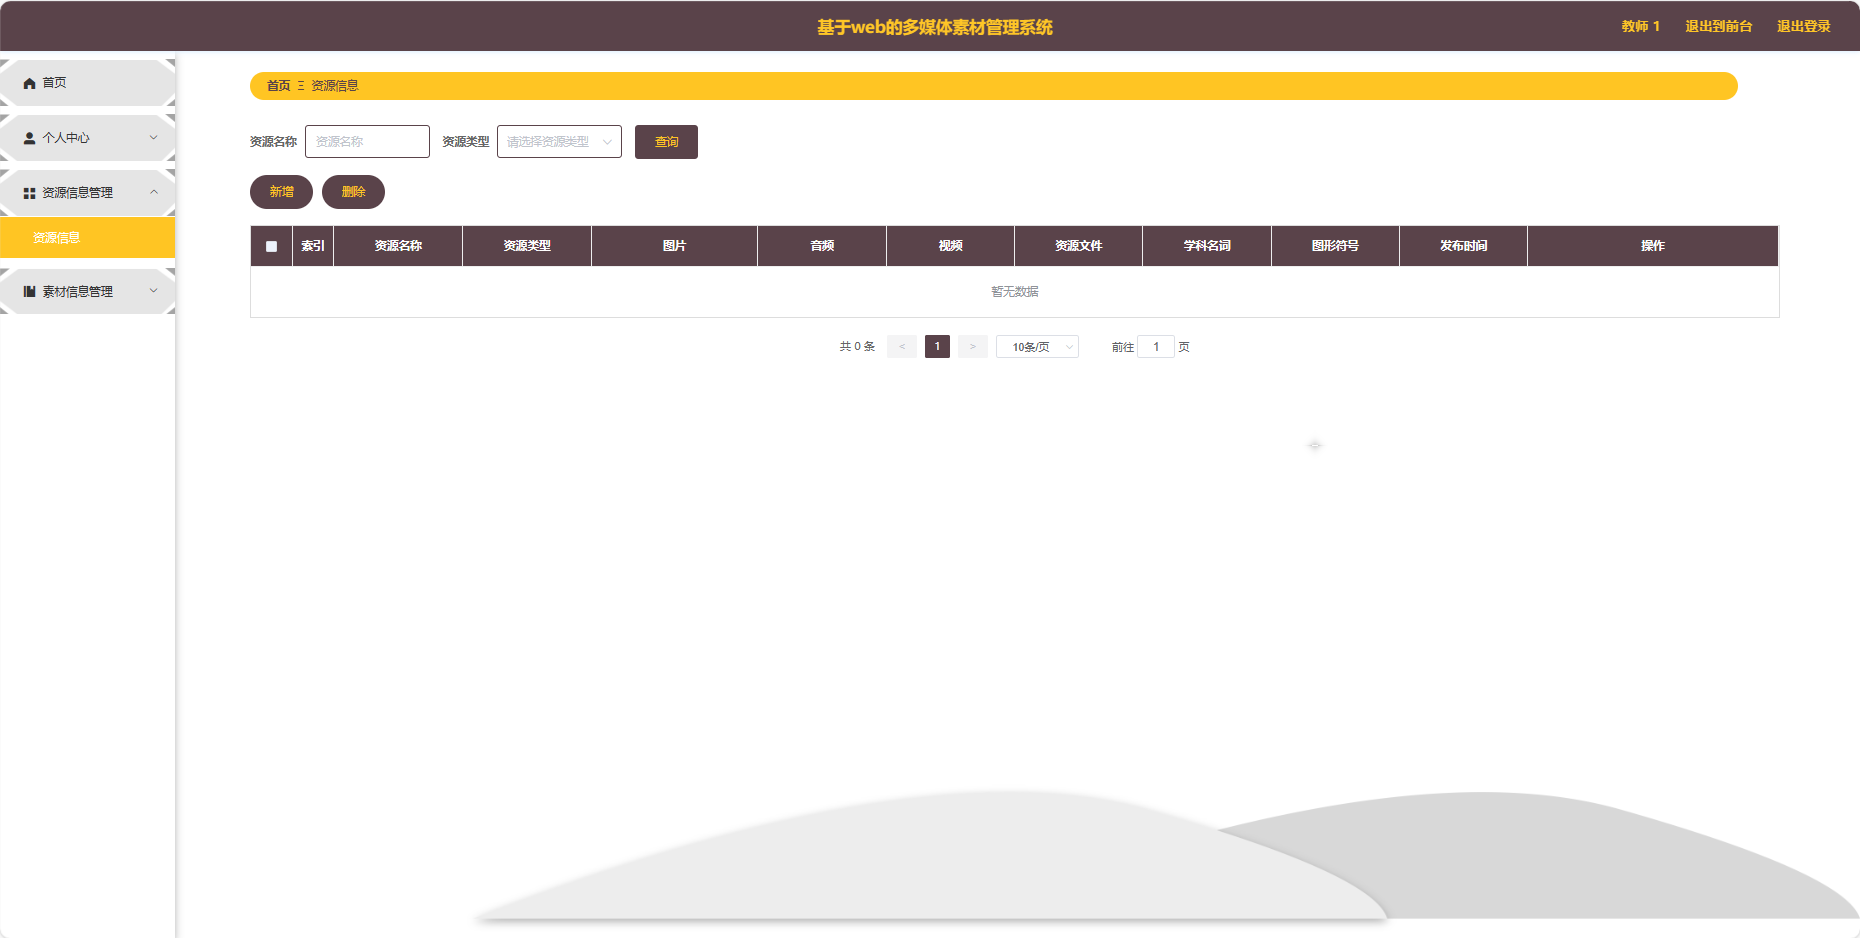 基于web的多媒体素材管理系统
教师 1 退出到前台 退出登录
首页
个人中心
资源信息管理
资源信息
素材信息管理
首页 Ξ 资源信息
资源名称 资源名称 资源类型 请选择资源类型 查询
新增 删除
索引 资源名称 资源类型 图片 音频 视频 资源文件 学科名词 图形符号 发布时间 操作
暂无数据
共 0 条 < 1 > 10条/页 前往 1 页